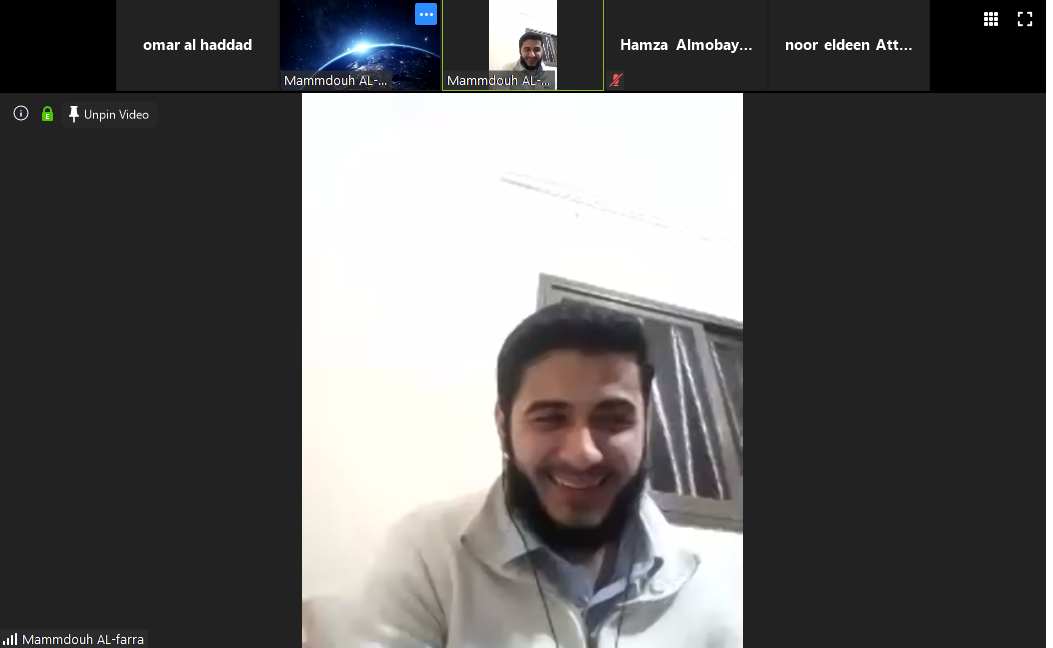 omar al haddad
Mammdouh AL-...
Mammdouh AL-...
Hamza Almobay...
noor eldeen Att...
E
Unpin Video
Mammdouh AL-farra